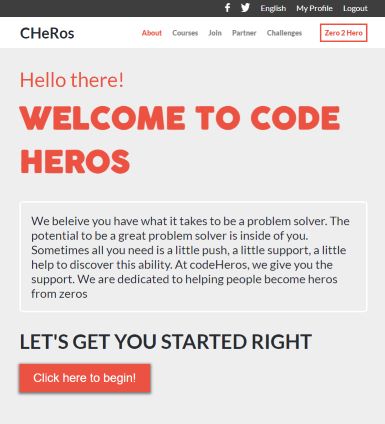 English My Profile Logout
CHeRos About Courses Join Partner Challenges Zero 2 Hero
Hello there!
WELCOME TO CODE
HEROS
We beleive you have what it takes to be a problem solver. The
potential to be a great problem solver is inside of you.
Sometimes all you need is a little push, a little support, a little
help to discover this ability. At codeHeros, we give you the
support. We are dedicated to helping people become heros
from zeros
LET'S GET YOU STARTED RIGHT
Click here to begin!